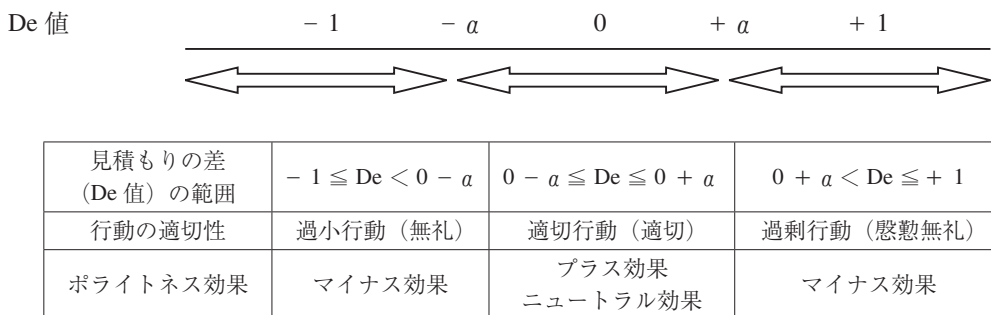 De 値 − 1 − α 0 + α + 1
見積もりの差
（De 値）の範囲
− 1 ≦ De < 0 − α
0 − α ≦ De ≦ 0 + α
0 + α < De ≦ + 1
行動の適切性
過小行動（無礼）
適切行動（適切）
過剰行動（慇懃無礼）
ポライトネス効果
マイナス効果
プラス効果
ニュートラル効果
マイナス効果